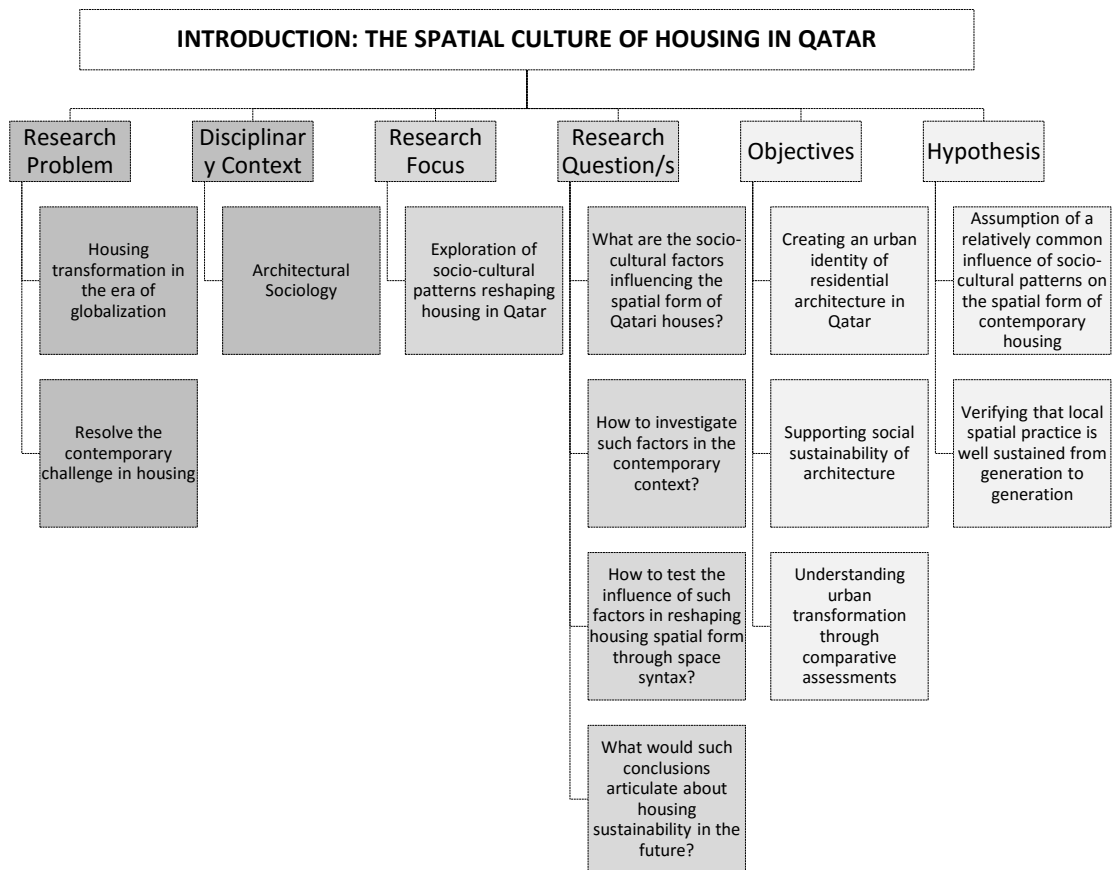 INTRODUCTION: THE SPATIAL CULTURE OF HOUSING IN QATAR
Research
Problem
Housing
transformation in
the era of
globalization
Resolve the
contemporary
challenge in housing
Disciplinar
y Context
Architectural
Sociology
Research
Focus
Exploration of
socio-cultural
patterns reshaping
housing in Qatar
Research
Question/s
What are the socio-
cultural factors
influencing the
spatial form of
Qatari houses?
How to investigate
such factors in the
contemporary
context?
How to test the
influence of such
factors in reshaping
housing spatial form
through space
syntax?
What would such
conclusions
articulate about
housing
sustainability in the
future?
Objectives
Creating an urban
identity of
residential
architecture in
Qatar
Supporting social
sustainability of
architecture
Understanding
urban
transformation
through
comparative
assessments
Hypothesis
Assumption of a
relatively common
influence of socio-
cultural patterns on
the spatial form of
contemporary
housing
Verifying that local
spatial practice is
well sustained from
generation to
generation